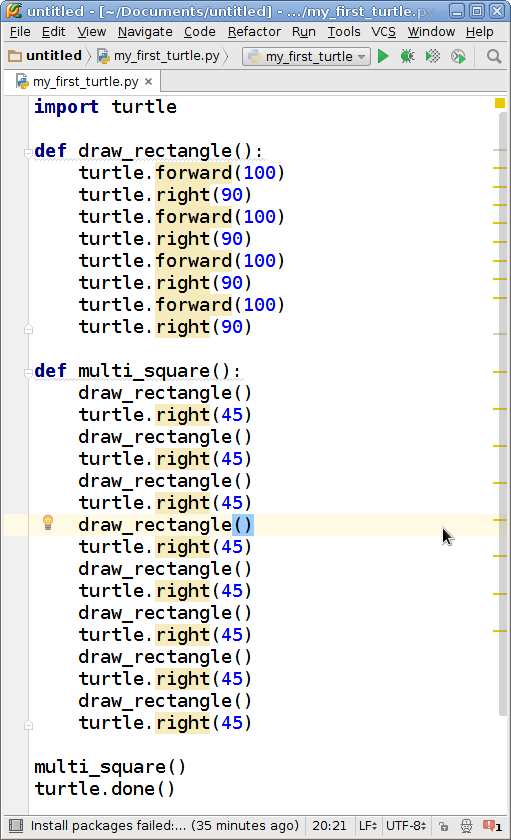 untitled - [~/Documents/untitled] - .../my_first_turtle.py
File Edit View Navigate Code Refactor Run Tools VCS Window Help
untitled my_first_turtle.py my_first_turtle
my_first_turtle.py
import turtle
def draw_rectangle():
turtle.forward(100)
turtle.right(90)
turtle.forward(100)
turtle.right(90)
turtle.forward(100)
turtle.right(90)
turtle.forward(100)
turtle.right(90)
def multi_square():
draw_rectangle()
turtle.right(45)
draw_rectangle()
turtle.right(45)
draw_rectangle()
turtle.right(45)
draw_rectangle()
turtle.right(45)
draw_rectangle()
turtle.right(45)
draw_rectangle()
turtle.right(45)
draw_rectangle()
turtle.right(45)
draw_rectangle()
turtle.right(45)
multi_square()
turtle.done()
Install packages failed:... (35 minutes ago) 20:21 LF UTF-8 1